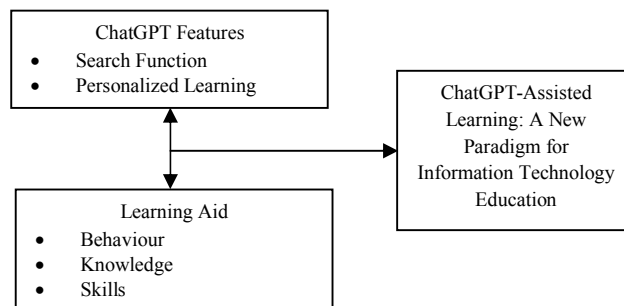 ChatGPT Features
• Search Function
• Personalized Learning
ChatGPT-Assisted
Learning: A New
Paradigm for
Information Technology
Education
Learning Aid
• Behaviour
• Knowledge
• Skills